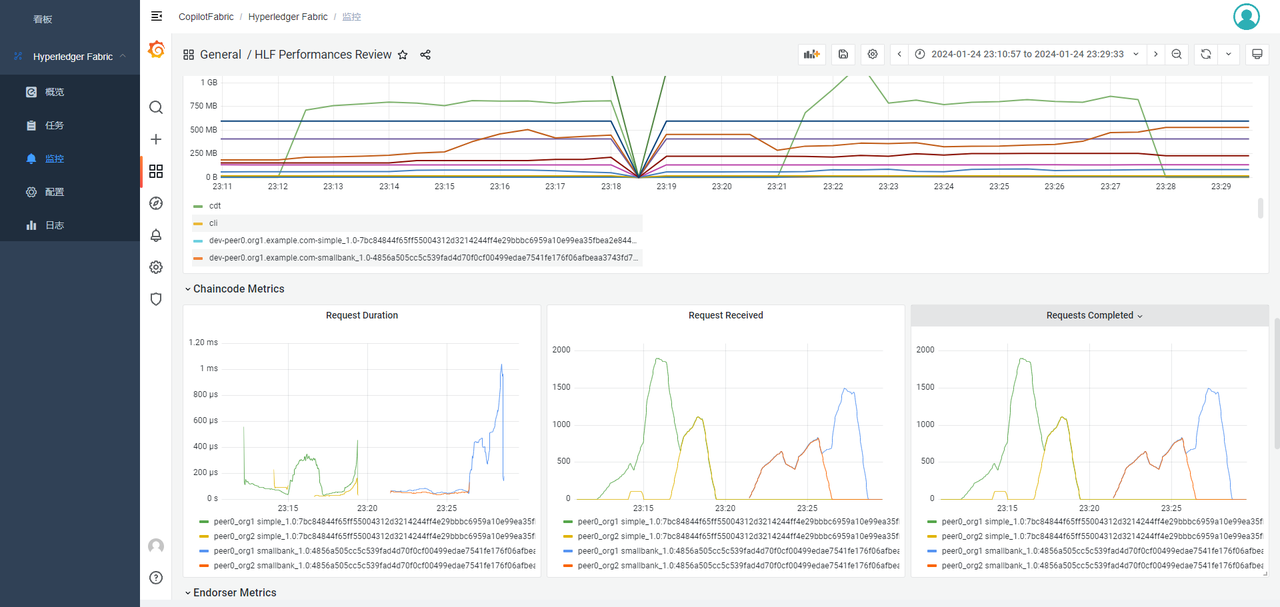 看板
Hyperledger Fabric
概览
任务
监控
配置
日志
CopilotFabric / Hyperledger Fabric / 监控
General / HLF Performances Review
2024-01-24 23:10:57 to 2024-01-24 23:29:33
1 GB
750 MB
500 MB
250 MB
0 B
23:11 23:12 23:13 23:14 23:15 23:16 23:17 23:18 23:19 23:20 23:21 23:22 23:23 23:24 23:25 23:26 23:27 23:28 23:29
cdt
cli
dev-peer0.org1.example.com-simple_1.0-7bc84844f65ff55004312d3214244ff4e29bbbc6959a10e99ea35fbea2e844...
dev-peer0.org1.example.com-smallbank_1.0-4856a505cc5c539fad4d70f0cf00499edae7541fe176f06afbeaa3743fd7...
Chaincode Metrics
Request Duration
1.20 ms
1 ms
800 µs
600 µs
400 µs
200 µs
0 s
23:15 23:20 23:25
peer0_org1 simple_1.0:7bc84844f65ff55004312d3214244ff4e29bbbc6959a10e99ea35f
peer0_org2 simple_1.0:7bc84844f65ff55004312d3214244ff4e29bbbc6959a10e99ea35f
peer0_org1 smallbank_1.0:4856a505cc5c539fad4d70f0cf00499edae7541fe176f06afbea
peer0_org2 smallbank_1.0:4856a505cc5c539fad4d70f0cf00499edae7541fe176f06afbea
Request Received
2000
1500
1000
500
0
23:15 23:20 23:25
peer0_org1 simple_1.0:7bc84844f65ff55004312d3214244ff4e29bbbc6959a10e99ea35f
peer0_org2 simple_1.0:7bc84844f65ff55004312d3214244ff4e29bbbc6959a10e99ea35f
peer0_org1 smallbank_1.0:4856a505cc5c539fad4d70f0cf00499edae7541fe176f06afbea
peer0_org2 smallbank_1.0:4856a505cc5c539fad4d70f0cf00499edae7541fe176f06afbea
Requests Completed
2000
1500
1000
500
0
23:15 23:20 23:25
peer0_org1 simple_1.0:7bc84844f65ff55004312d3214244ff4e29bbbc6959a10e99ea35f
peer0_org2 simple_1.0:7bc84844f65ff55004312d3214244ff4e29bbbc6959a10e99ea35f
peer0_org1 smallbank_1.0:4856a505cc5c539fad4d70f0cf00499edae7541fe176f06afbea
peer0_org2 smallbank_1.0:4856a505cc5c539fad4d70f0cf00499edae7541fe176f06afbea
Endorser Metrics